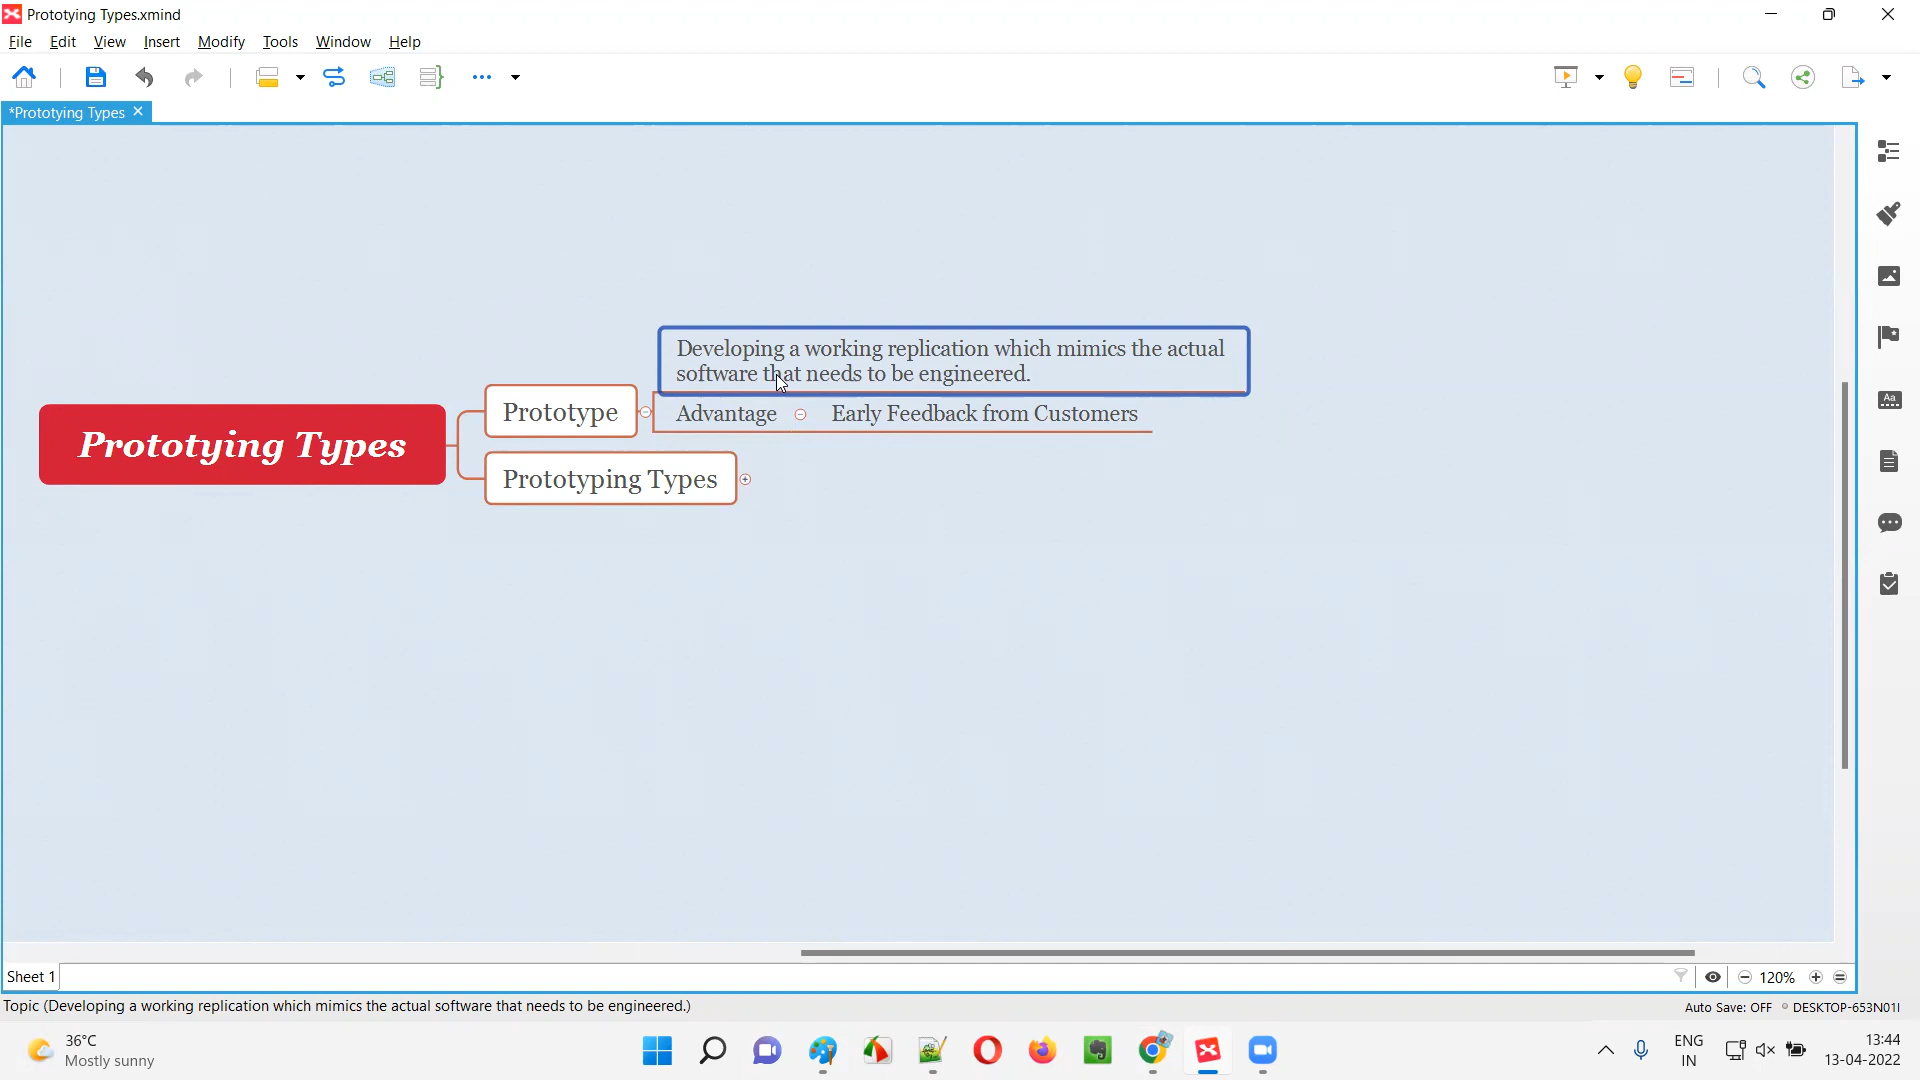 Prototying Types.xmind
File Edit View Insert Modify Tools Window Help
*Prototying Types
Developing a working replication which mimics the actual
software that needs to be engineered.
Prototype
Advantage
Early Feedback from Customers
Prototying Types
Prototyping Types
Sheet 1
120%
Topic (Developing a working replication which mimics the actual software that needs to be engineered.)
Auto Save: OFF
DESKTOP-653N01I
36°C
Mostly sunny
ENG
IN
13:44
13-04-2022
Aa